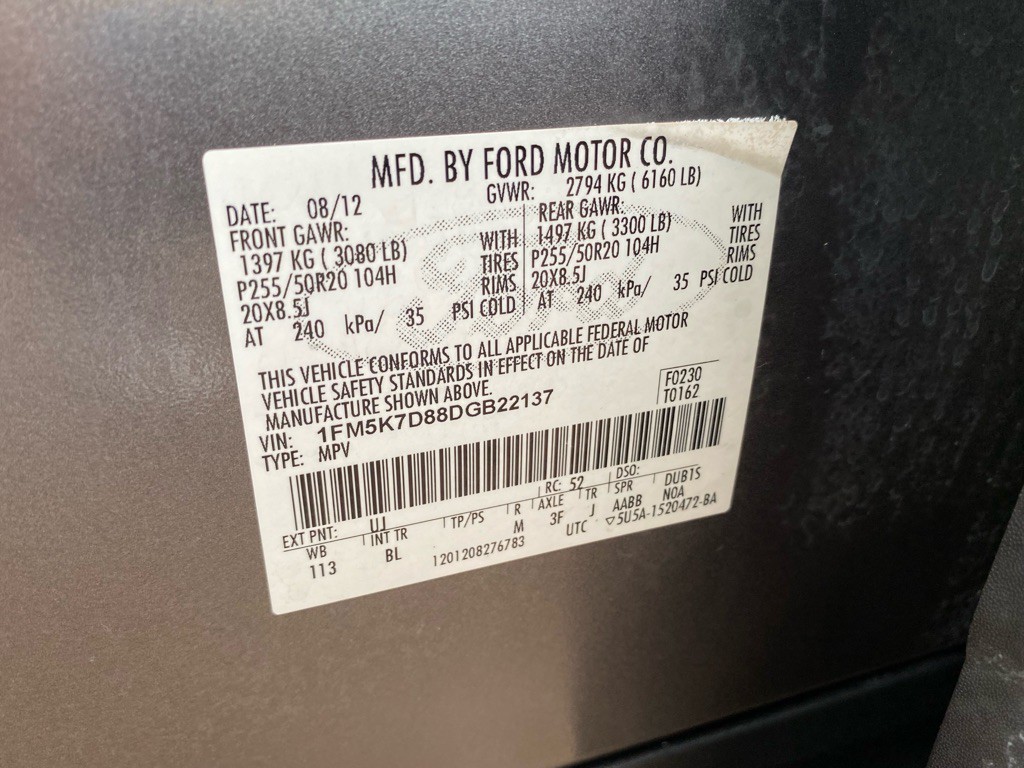 MFD. BY FORD MOTOR CO.
DATE: 08/12 GVWR: 2794 KG ( 6160 LB)
FRONT GAWR: REAR GAWR:
1397 KG ( 3080 LB) WITH 1497 KG ( 3300 LB) WITH
P255/50R20 104H TIRES P255/50R20 104H TIRES
20X8.5J RIMS 20X8.5J RIMS
AT 240 kPa/ 35 PSI COLD AT 240 kPa/ 35 PSI COLD
THIS VEHICLE CONFORMS TO ALL APPLICABLE FEDERAL MOTOR
VEHICLE SAFETY STANDARDS IN EFFECT ON THE DATE OF
MANUFACTURE SHOWN ABOVE.
VIN: 1FM5K7D88DGB22137 F0230
TYPE: MPV T0162
EXT PNT: UJ RC: 52 DSO:
WB INT TR TP/PS R AXLE TR SPR DUB1S
113 BL M 3F J AABB NOA
1201208276783 UTC ▽5U5A-1520472-BA
Ford